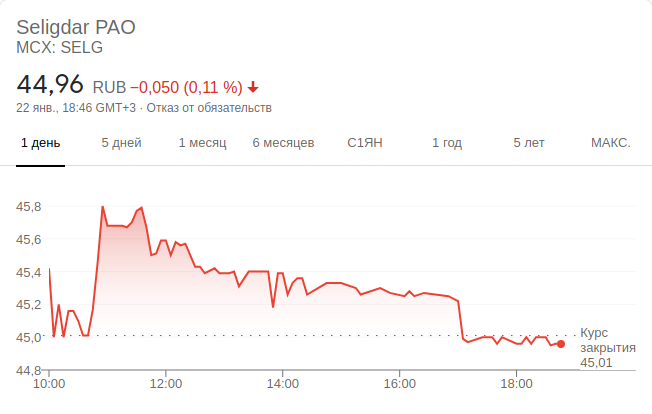 Seligdar PAO
MCX: SELG
44,96 RUB −0,050 (0,11 %)
22 янв., 18:46 GMT+3 · Отказ от обязательств
1 день 5 дней 1 месяц 6 месяцев С1ЯН 1 год 5 лет МАКС.
45,8
45,6
45,4
45,2
45,0
Курс
закрытия
45,01
44,8
10:00 12:00 14:00 16:00 18:00